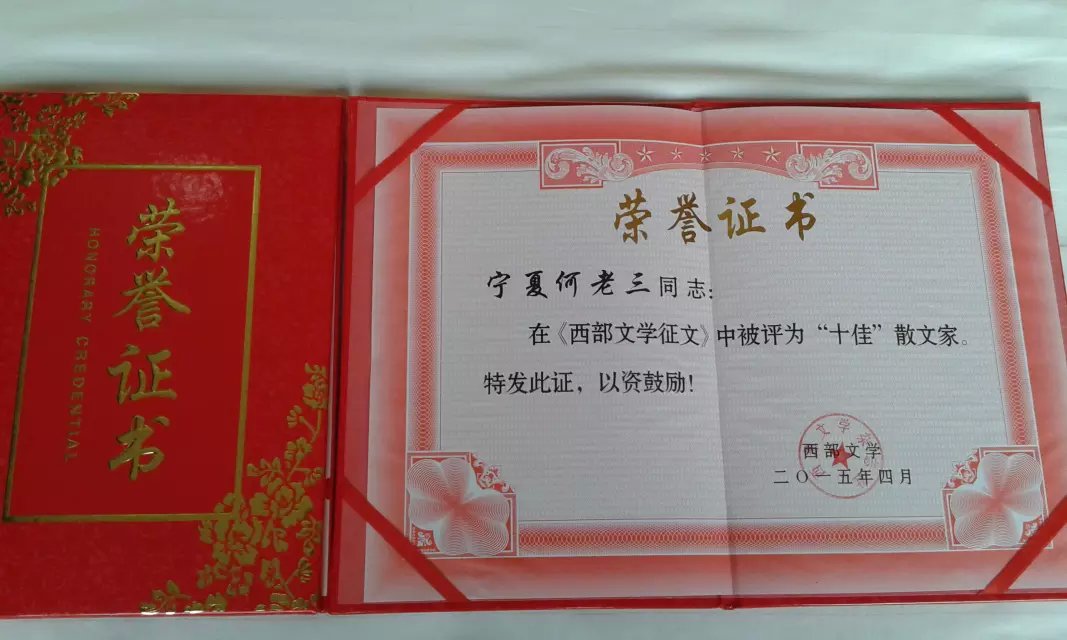 荣誉证书
HONORARY CREDENTIAL
荣誉证书
宁夏何老三同志：
在《西部文学征文》中被评为“十佳”散文家。
特发此证，以资鼓励！
西部文学
二〇一五年四月